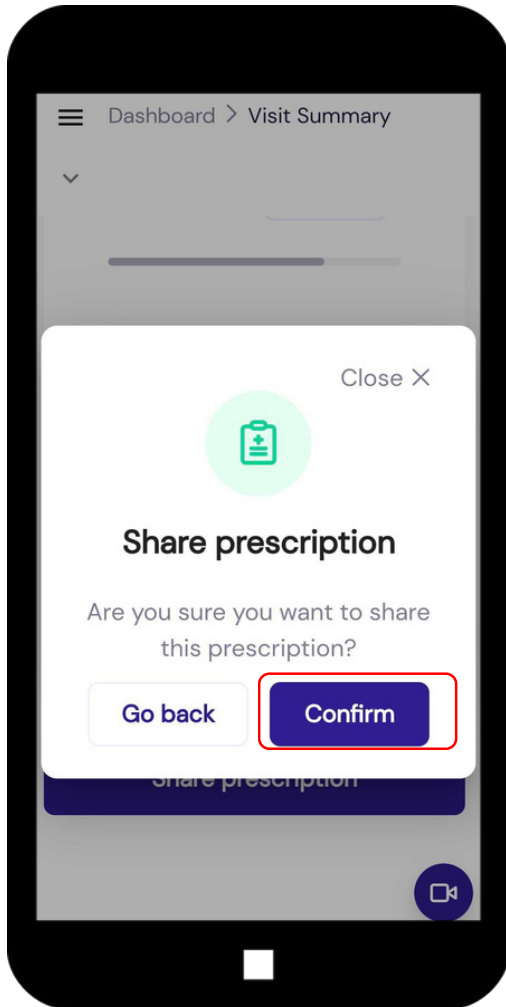 Dashboard > Visit Summary
Close X
Share prescription
Are you sure you want to share
this prescription?
Go back
Confirm
Share prescription